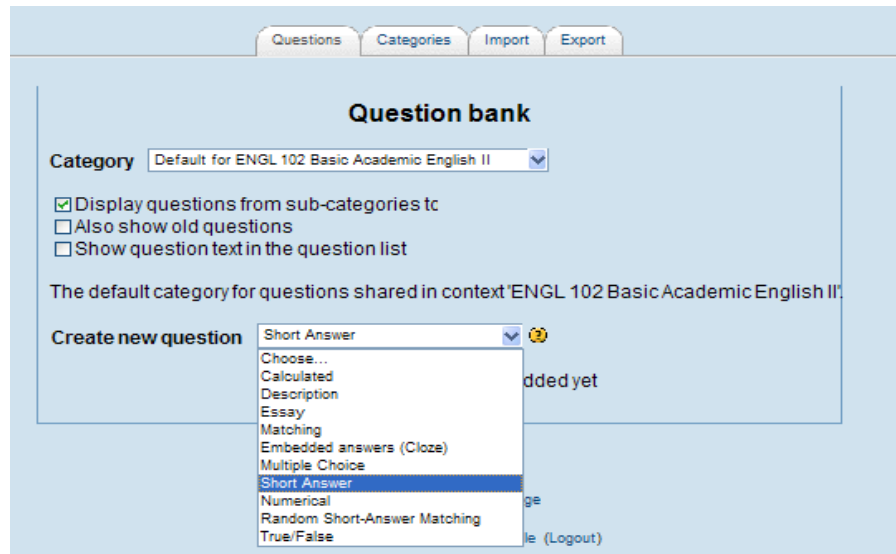 Questions Categories Import Export
Question bank
Category Default for ENGL 102 Basic Academic English II
Display questions from sub-categories to
Also show old questions
Show question text in the question list
The default category for questions shared in context 'ENGL 102 Basic Academic English II'.
Create new question Short Answer
Choose...
Calculated
dded yet
Description
Essay
Matching
Embedded answers (Cloze)
Multiple Choice
Short Answer
Numerical
ge
Random Short-Answer Matching
True/False
le (Logout)